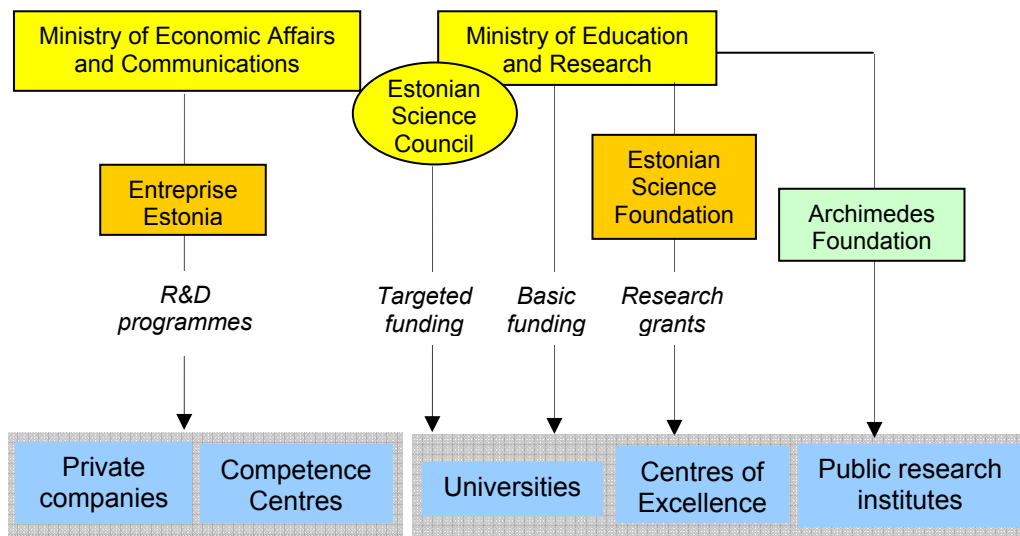 Ministry of Economic Affairs
and Communications
Ministry of Education
and Research
Estonian
Science
Council
Entreprise
Estonia
Estonian
Science
Foundation
Archimedes
Foundation
R&D
programmes
Targeted
funding
Basic
funding
Research
grants
Private
companies
Competence
Centres
Universities
Centres of
Excellence
Public research
institutes